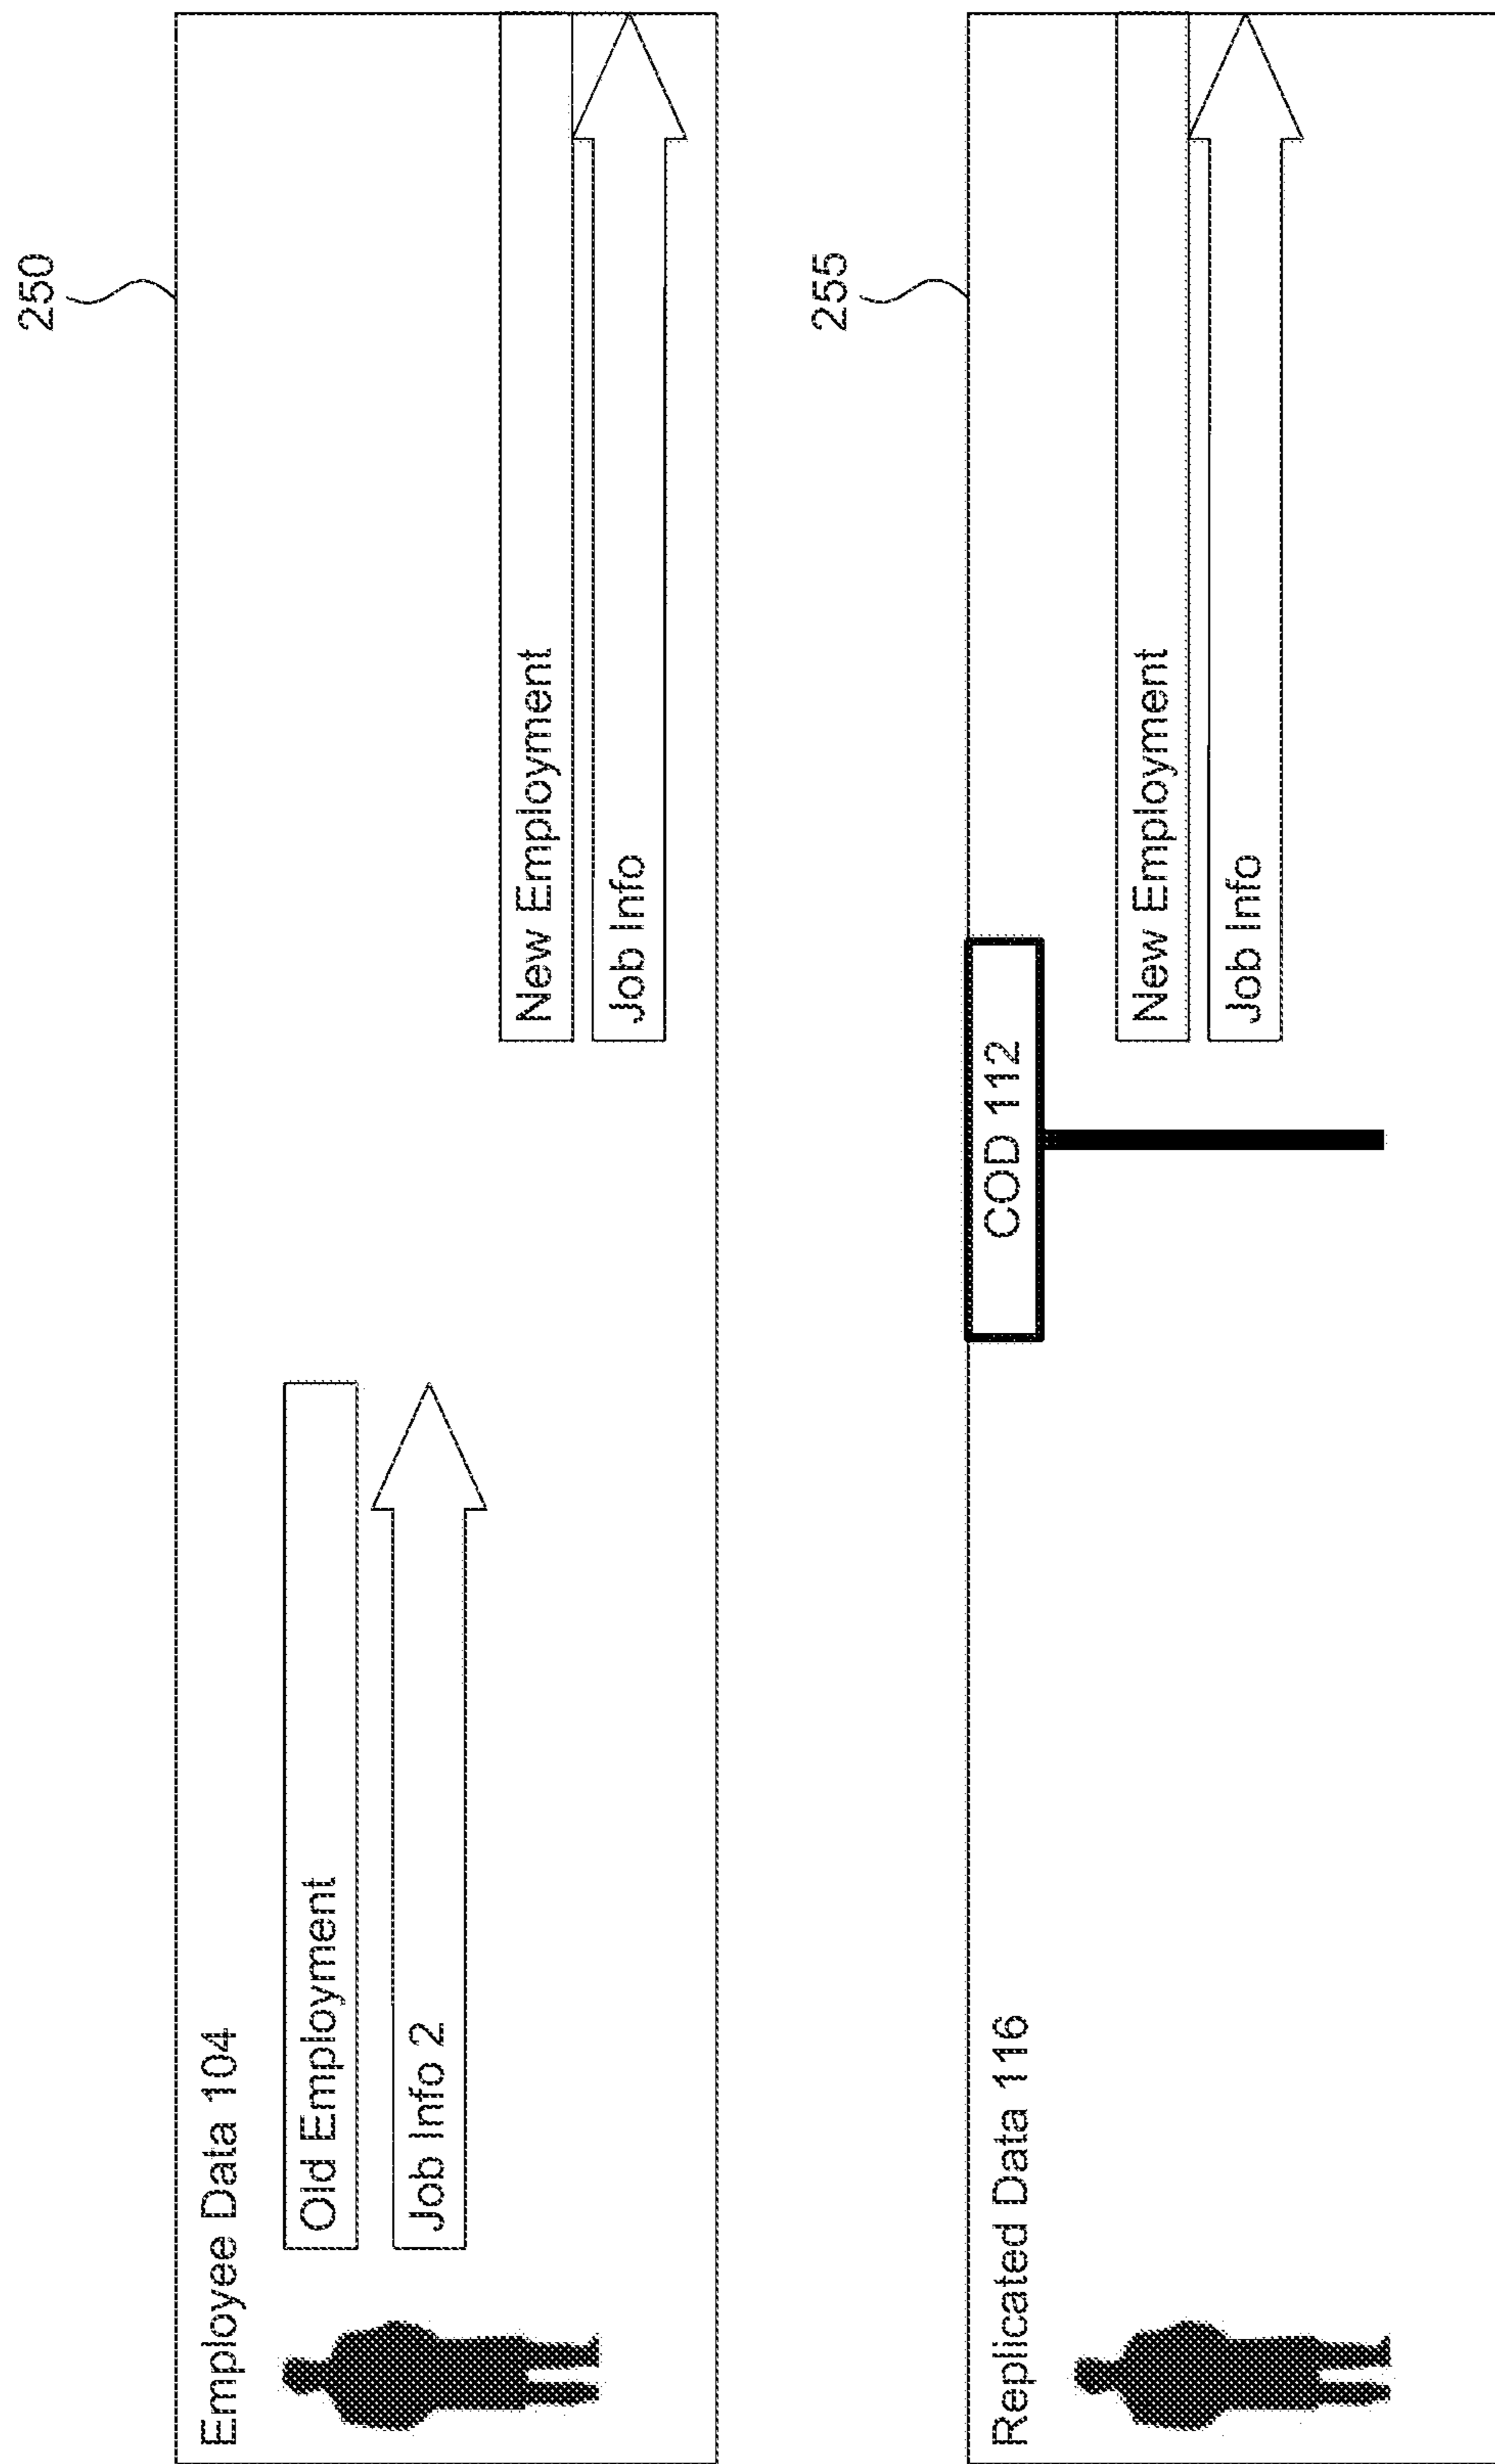 250
Employee Data 104
Old Employment
Job Info 2
New Employment
Job Info
255
Replicated Data 116
COD 112
New Employment
Job Info